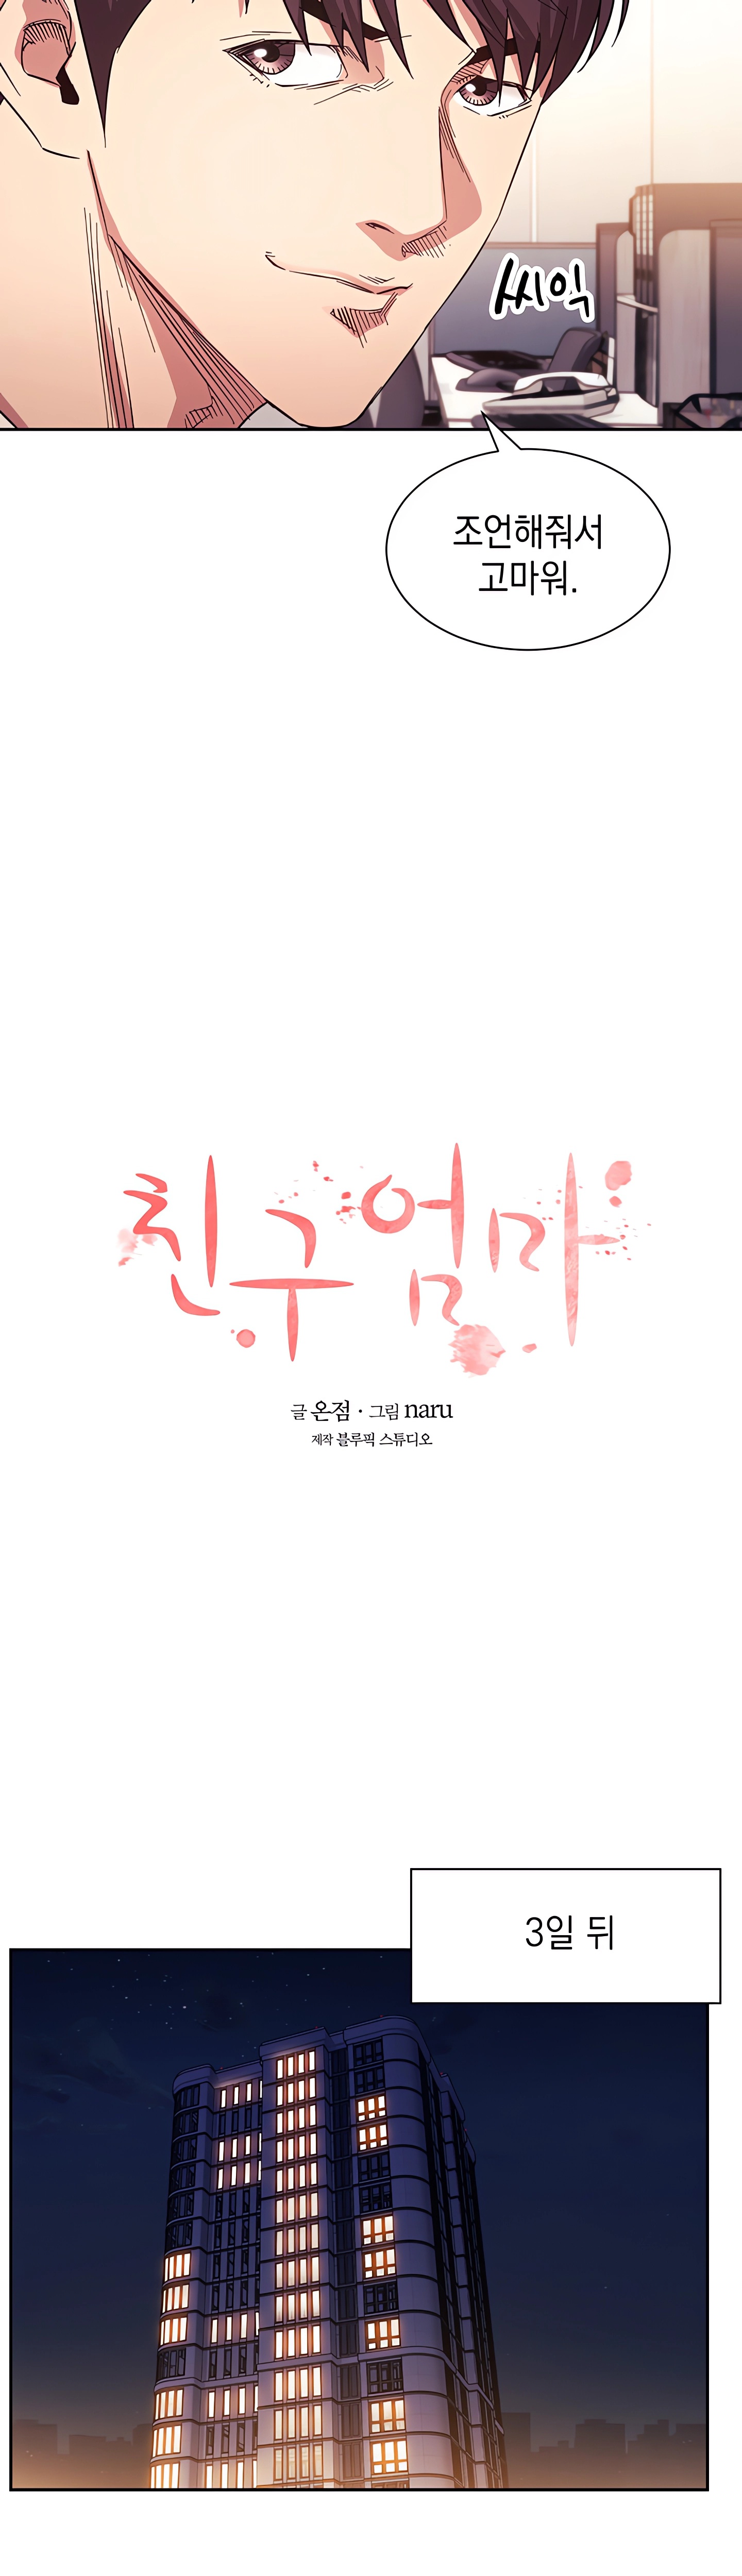 씨익
조언해줘서
고마워.
친구엄마
글 온점 · 그림 naru
제작 블루픽 스튜디오
3일 뒤